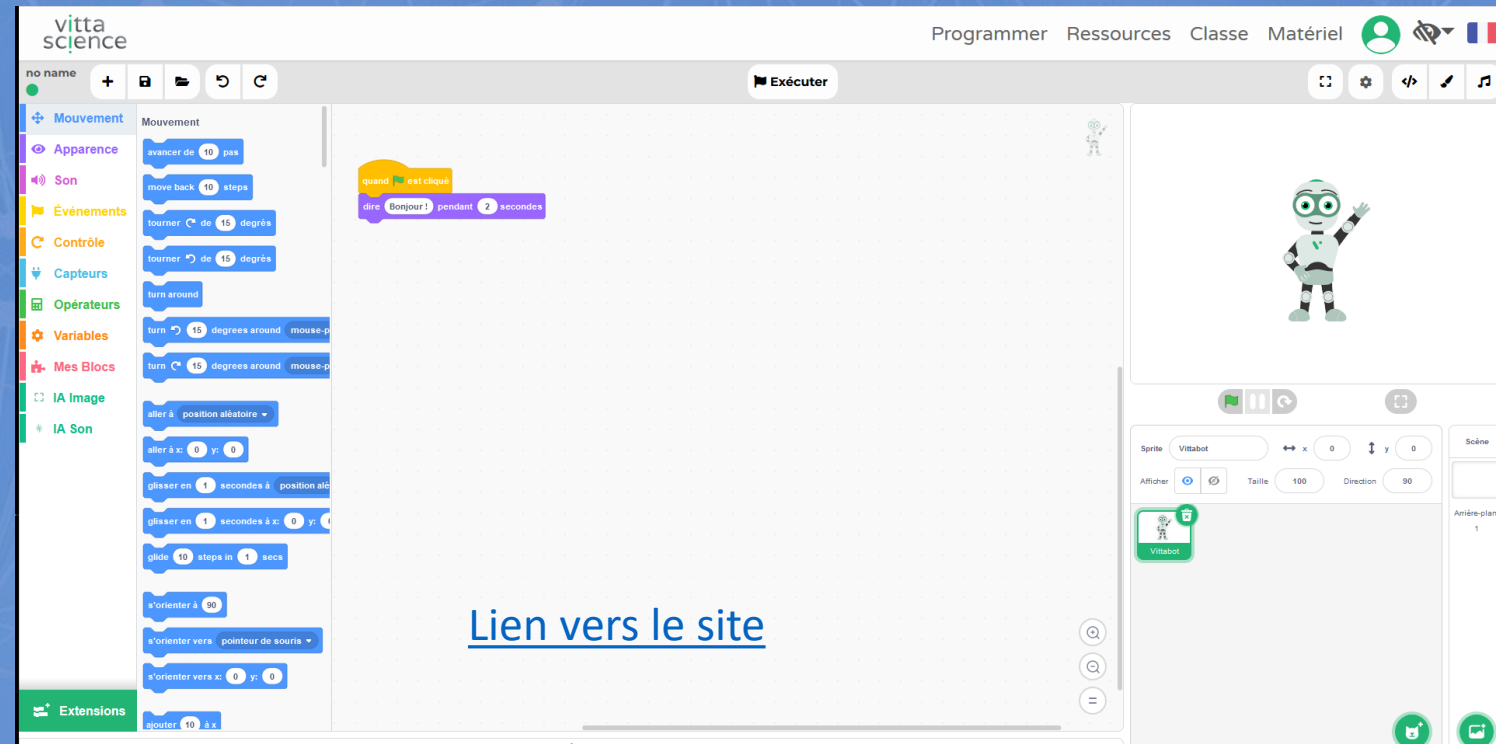 vitta
science
Programmer Ressources Classe Matériel
no name
Exécuter
Mouvement
Apparence
Son
Événements
Contrôle
Capteurs
Opérateurs
Variables
Mes Blocs
IA Image
IA Son
Extensions
Mouvement
avancer de 10 pas
move back 10 steps
tourner de 15 degrés
tourner de 15 degrés
turn around
turn 15 degrees around mouse-p
turn 15 degrees around mouse-p
aller à position aléatoire
aller à x: 0 y: 0
glisser en 1 secondes à position alé
glisser en 1 secondes à x: 0 y:
glide 10 steps in 1 secs
s'orienter à 90
s'orienter vers pointeur de souris
s'orienter vers x: 0 y: 0
ajouter 10 à x
quand est cliqué
dire Bonjour ! pendant 2 secondes
Lien vers le site
=
Sprite Vittabot x 0 y 0
Afficher Taille 100 Direction 90
Vittabot
Scène
Arrière-plan
1